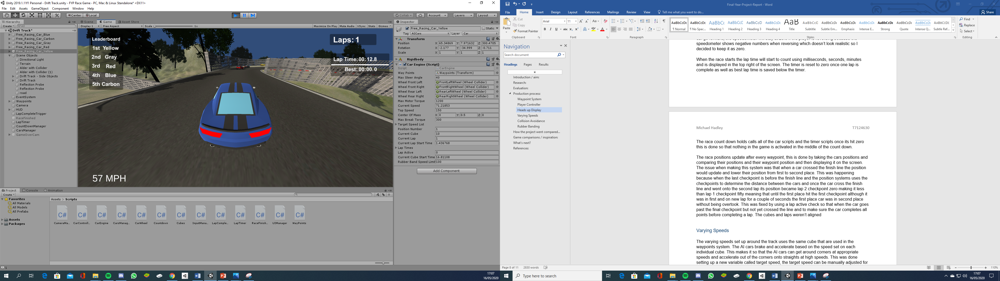 Unity 2019.1.11f1 Personal - Drift Track.unity - FYP Race Game - PC, Mac & Linux Standalone* <DX11>
File Edit Assets GameObject Component Window Help
Center Local
Collab Account Layers Layout
Hierarchy
Create All
Drift Track*
Free_Racing_Car_Blue
Free_Racing_Car_Carbon
Free_Racing_Car_Gray
Free_Racing_Car_Red
Free_Racing_Car_Yellow
Scene Objects
Directional Light
Terrain
Alder with Collider
Alder with Collider (1)
Drift Track - Side Objects
Drift Track
Reflection Probe
Reflection Probe
road
EventSystem
Waypoints
Camera
HUD
LapCompleteTrigger
RaceFinished
LapTimer
CountDownManager
CarsManager
GameOverCam
Scene Game Asset Store
Display 1 Free Aspect Scale 1x Maximize On Play Mute Audio VSync Stats Gizmos
Leaderboard
1st Yellow
2nd Gray
3rd Red
4th Blue
5th Carbon
Laps: 1
Lap Time: 00:12.8
Best: 00:00.0
57 MPH
Inspector
Free_Racing_Car_Yellow Static
Tag AICars Layer Car
Transform
Position X 65.34869 Y 7.971632 Z 300.4705
Rotation X -2.177 Y -34.999 Z -0.711
Scale X 1 Y 1 Z 1
Rigidbody
Car Engine (Script)
Script CarEngine
Way Points Waypoints (Transform)
Max Steer Angle 40
Wheel Front Left FrontLeftWheel (Wheel Collider)
Wheel Front Right FrontRightWheel (Wheel Collider)
Wheel Rear Left RearLeftWheel (Wheel Collider)
Wheel Rear Right RearRightWheel (Wheel Collider)
Max Motor Torque 1200
Current Speed 71.21853
Top Speed 150
Center Of Mass X 0 Y 0.5 Z 0
Max Break Torque 300
Target Speed List
Position Number 1
Current Cube 10
Current Lap 1
Current Lap Start Time 1.436768
Lap Times
Lap Active 0
Current Cube Start Time 16.81108
Rubber Band Speed Limit 100
Add Component
Project Console Animation
Create
Favorites
All Materials
All Models
All Prefabs
Assets
Packages
Assets > Scripts
C# C# C# C# C# C# C# C# C# C# C# C# C#
CameraMa... CarControll... CarEngine CarsManag... CarWheel Countdown Cubes InputMana... LapComple... LapTimer RaceFinish... UIManager WayPoints
1
17:07
16/05/2020
Final-Year-Project-Report - Word
File Home Insert Design Layout References Mailings Review View Tell me what you want to do... Share
Paste
Cut
Copy
Format Painter
Clipboard
Arial 11
Font
Paragraph
AaBbCcDc AaBbCcDc AaBbCc AaBbCcD AaBbCcD AaBbCcDc AaB
¶ Normal ¶ No Spac... Heading 1 Heading 2 Heading 3 Heading 4 Title Subtitle Subtle Em... Emphasis Intense E... Strong Quote Intense Q... Subtle Ref...
Styles
Find
Replace
Select
Editing
Navigation
Search document
Headings Pages Results
Introduction / aim:
Research:
Evaluation:
Production process:
Waypoint System
Player Controller
Heads up Display
Varying Speeds
Collision Avoidance
Rubber Banding
How the project went compared...
Game comparisons / inspiration:
What's next?
References:
speedometer shows negative numbers when reversing which doesn't look realistic so I
decided to keep it as zero.
When the race starts the lap time will start to count using milliseconds, seconds, minutes
and is displayed in the top right of the screen. The timer is reset to zero once one lap is
complete as well as best lap time is saved below the timer.
Michael Hadley T7124630
The race count down holds calls all of the car scripts and the timer scripts once its hit zero
this is done so that nothing in the game is activated in the middle of the count down.
The race positions update after every waypoint, this is done by taking the cars positions and
comparing their positions and their waypoint position and then displaying it on the screen.
The issue when making this system was that when a car crossed the finish line the position
would update and lower their position from first to second place. This was happening
because when the last checkpoint is before the finish line and the position systems uses the
checkpoints to determine the distance between the cars and once the car cross the finish
line and went onto the second lap its position became lap 2 checkpoint zero making it less
than lap 1 checkpoint fifty meaning that until the first place hit the first checkpoint although it
was in first and on new lap for a couple of seconds the first place car was in second place
without being overtook. This was fixed by using a lap active check so that when the car goes
past the final checkpoint but not yet crossed the line and to make sure the car completes all
points before completing a lap. The cubes and laps weren't aligned
Varying Speeds
The varying speeds set up around the track uses the same cube that are used in the
waypoints system. The AI cars brake and accelerate based on the speed set on each
individual cube. This makes it so that the AI cars can get around corners at appropriate
speeds and accelerate out of the corners onto straights at high speeds. This was done
setting up a new variable called target speed, the target speed can be manually adjusted for
Page 8 of 11 2830 words
110%
Type here to search
17:07
16/05/2020